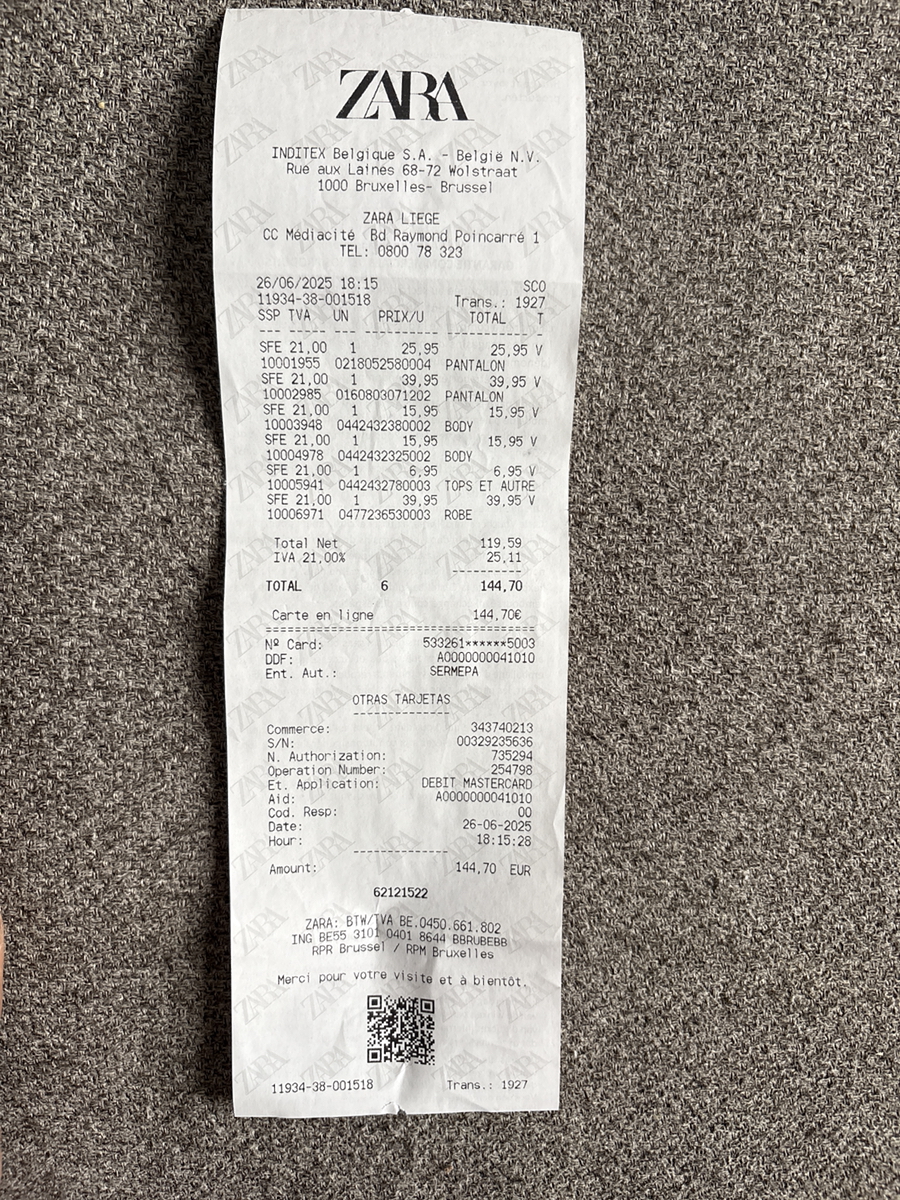 ZARA
INDITEX Belgique S.A. - België N.V.
Rue aux Laines 68-72 Wolstraat
1000 Bruxelles- Brussel
ZARA LIEGE
CC Médiacité Bd Raymond Poincarré 1
TEL: 0800 78 323
26/06/2025 18:15 SCO
11934-38-001518 Trans.: 1927
SSP TVA UN PRIX/U TOTAL T
SFE 21,00 1 25,95 25,95 V
10001955 0218052580004 PANTALON
SFE 21,00 1 39,95 39,95 V
10002985 0160803071202 PANTALON
SFE 21,00 1 15,95 15,95 V
10003948 0442432380002 BODY
SFE 21,00 1 15,95 15,95 V
10004978 0442432325002 BODY
SFE 21,00 1 6,95 6,95 V
10005941 0442432780003 TOPS ET AUTRE
SFE 21,00 1 39,95 39,95 V
10006971 0477236530003 ROBE
Total Net 119,59
IVA 21,00% 25,11
TOTAL 6 144,70
Carte en ligne 144,70€
Nº Card: 533261******5003
DDF: A0000000041010
Ent. Aut.: SERMEPA
OTRAS TARJETAS
Commerce: 343740213
S/N: 00329235636
N. Authorization: 735294
Operation Number: 254798
Et. Application: DEBIT MASTERCARD
Aid: A0000000041010
Cod. Resp: 00
Date: 26-06-2025
Hour: 18:15:28
Amount: 144,70 EUR
62121522
ZARA: BTW/TVA BE.0450.661.802
ING BE55 3101 0401 8644 BBRUBEBB
RPR Brussel / RPM Bruxelles
Merci pour votre visite et à bientôt.
11934-38-001518 Trans.: 1927